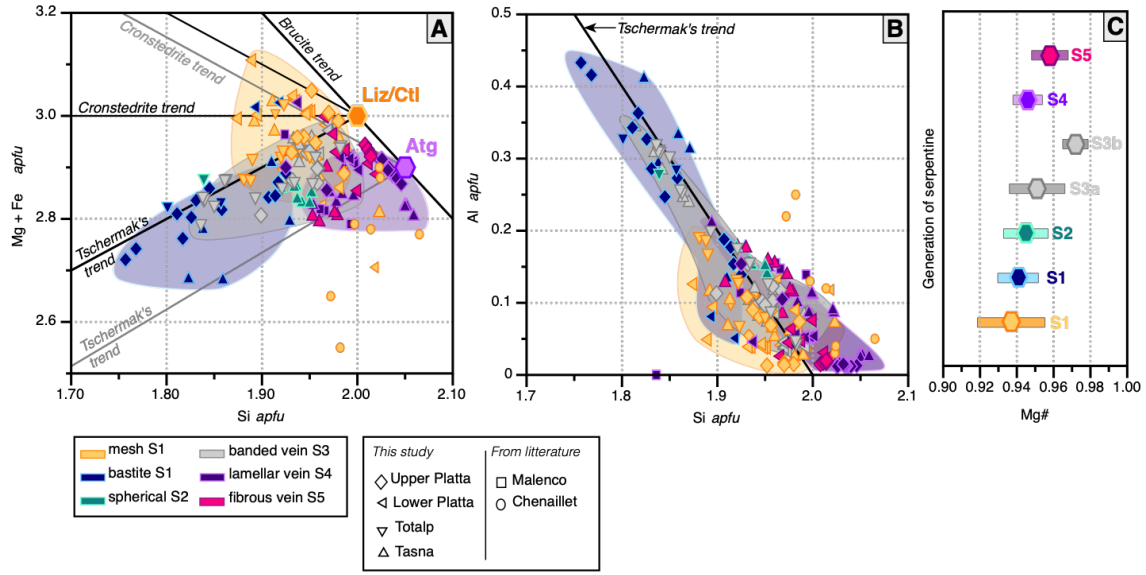 A
3.2
3.0
2.8
2.6
Mg + Fe apfu
1.70
1.80
1.90
2.00
2.10
Si apfu
Cronstedrite trend
Brucite trend
Cronstedrite trend
Liz/Ctl
Atg
Tschermak's
trend
Tschermak's
trend
B
0.5
0.4
0.3
0.2
0.1
0
Al apfu
1.7
1.8
1.9
2.0
2.1
Si apfu
Tschermak's trend
C
Generation of serpentine
S5
S4
S3b
S3a
S2
S1
S1
0.90
0.92
0.94
0.96
0.98
1.00
Mg#
mesh S1
bastite S1
spherical S2
banded vein S3
lamellar vein S4
fibrous vein S5
This study
Upper Platta
Lower Platta
Totalp
Tasna
From litterature
Malenco
Chenaillet